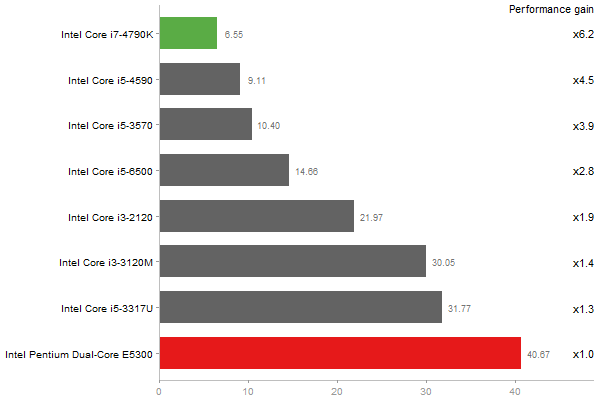 Performance gain
Intel Core i7-4790K 6.55 x6.2
Intel Core i5-4590 9.11 x4.5
Intel Core i5-3570 10.40 x3.9
Intel Core i5-6500 14.66 x2.8
Intel Core i3-2120 21.97 x1.9
Intel Core i3-3120M 30.05 x1.4
Intel Core i5-3317U 31.77 x1.3
Intel Pentium Dual-Core E5300 40.67 x1.0
0 10 20 30 40